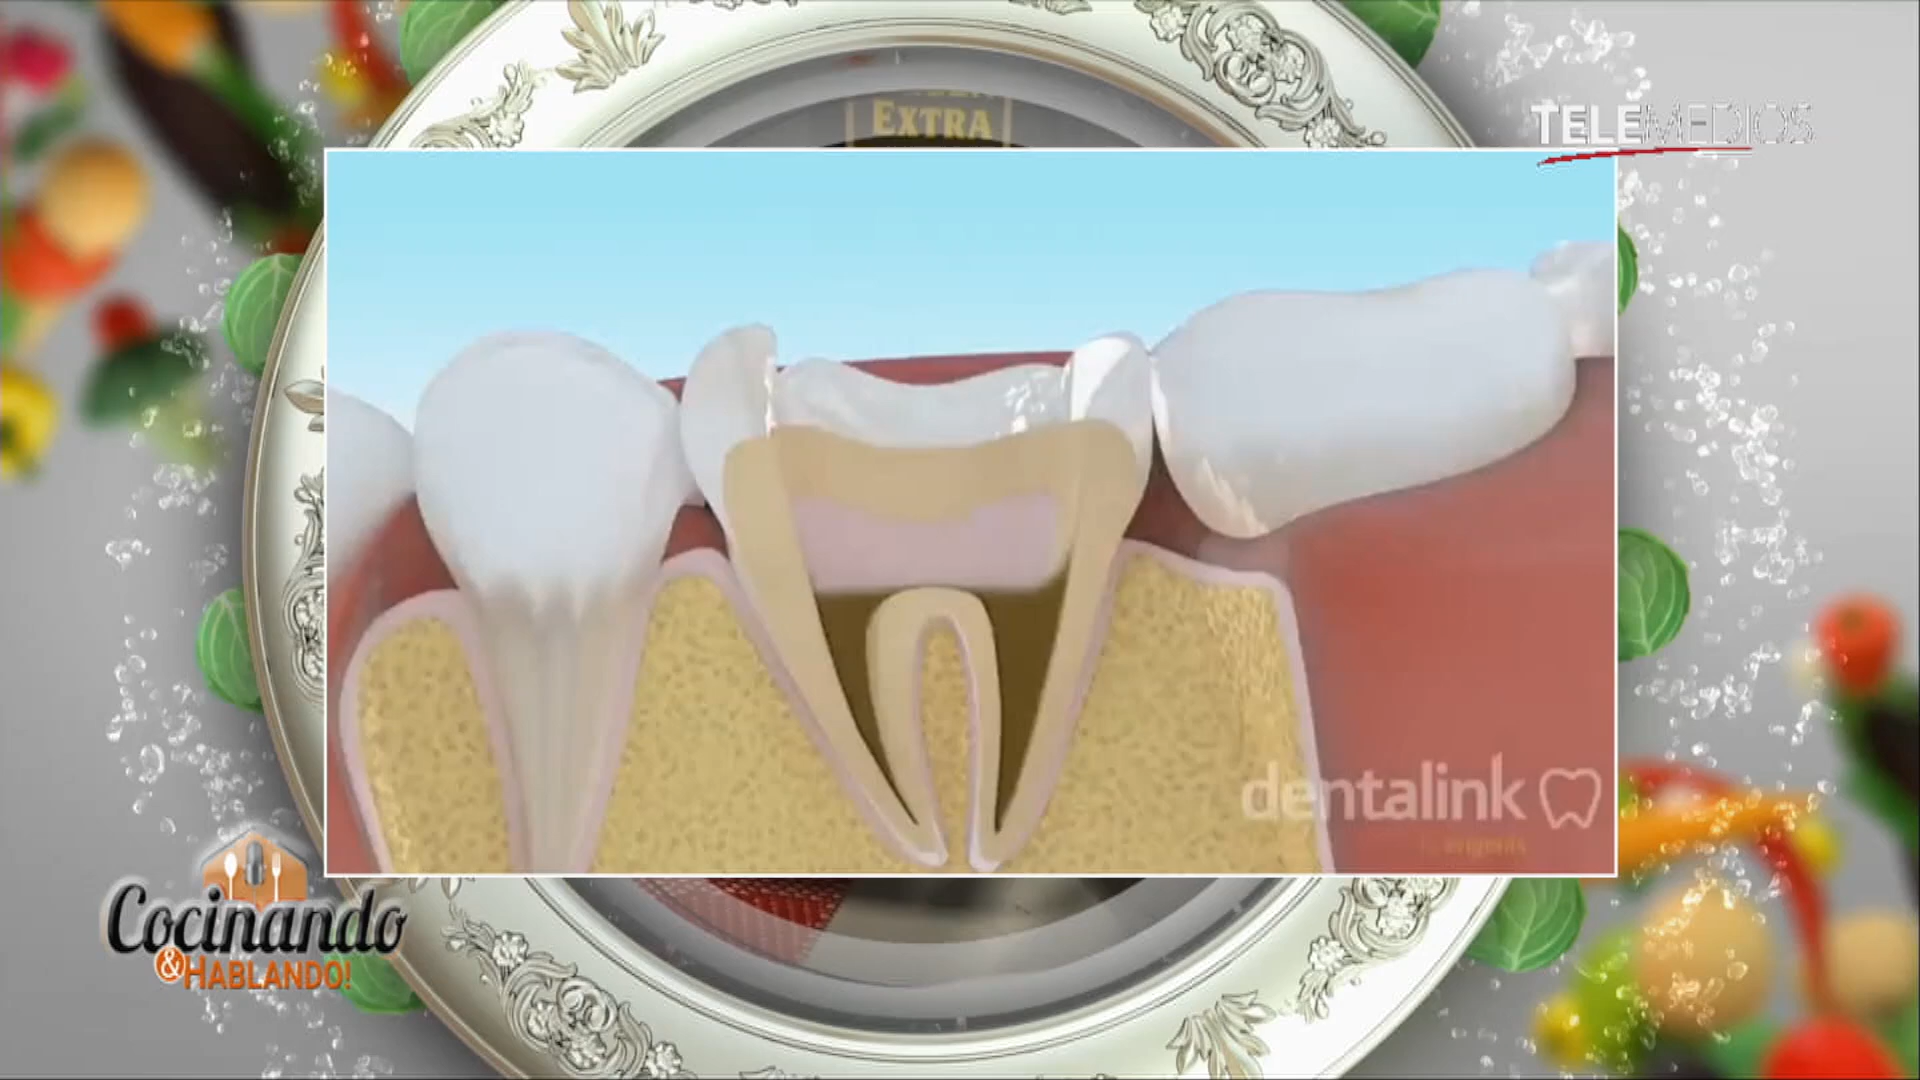 EXTRA
TELEMEDIOS
dentalink
Cocinando
& HABLANDO!